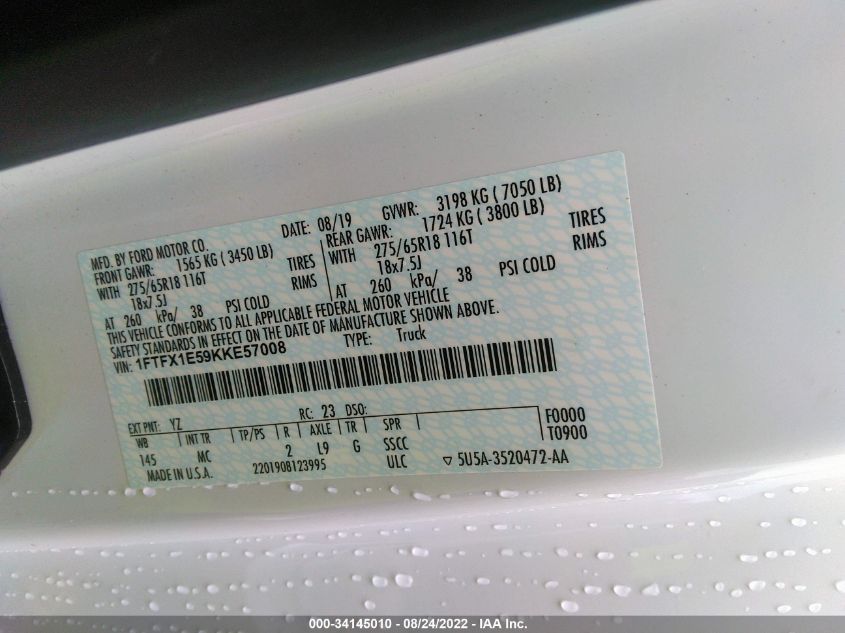 MFD. BY FORD MOTOR CO. DATE: 08/19 GVWR: 3198 KG ( 7050 LB)
FRONT GAWR: 1565 KG ( 3450 LB) REAR GAWR: 1724 KG ( 3800 LB)
WITH 275/65R18 116T TIRES WITH 275/65R18 116T TIRES
18x7.5J RIMS 18x7.5J RIMS
AT 260 kPa/ 38 PSI COLD AT 260 kPa/ 38 PSI COLD
THIS VEHICLE CONFORMS TO ALL APPLICABLE FEDERAL MOTOR VEHICLE
SAFETY STANDARDS IN EFFECT ON THE DATE OF MANUFACTURE SHOWN ABOVE.
VIN: 1FTFX1E59KKE57008 TYPE: Truck
EXT PNT: YZ RC: 23 DSO: F0000
WB INT TR TP/PS R AXLE TR SPR T0900
145 MC 2 L9 G SSCC
MADE IN U.S.A. 2201908123995 ULC ▽ 5U5A-3520472-AA
000-34145010 - 08/24/2022 - IAA Inc.